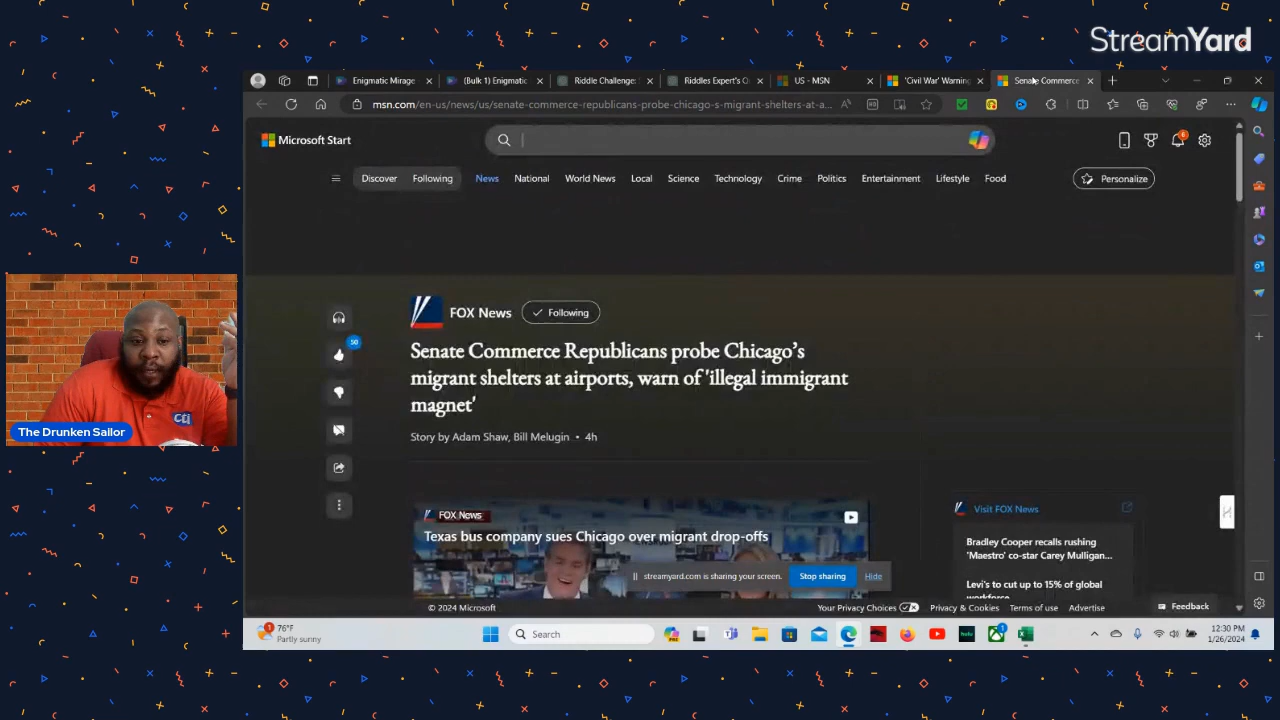 StreamYard
Enigmatic Mirage
(Bulk 1) Enigmatic
Riddle Challenge:
Riddles Expert's O
US - MSN
'Civil War' Warning
Senate Commerce
msn.com/en-us/news/us/senate-commerce-republicans-probe-chicago-s-migrant-shelters-at-a...
Microsoft Start
6
Discover
Following
News
National
World News
Local
Science
Technology
Crime
Politics
Entertainment
Lifestyle
Food
Personalize
FOX News
Following
50
Senate Commerce Republicans probe Chicago's
migrant shelters at airports, warn of 'illegal immigrant
magnet'
Story by Adam Shaw, Bill Melugin • 4h
cti
The Drunken Sailor
FOX News
Texas bus company sues Chicago over migrant drop-offs
Visit FOX News
Bradley Cooper recalls rushing
'Maestro' co-star Carey Mulligan...
Levi's to cut up to 15% of global
workforce
streamyard.com is sharing your screen.
Stop sharing
Hide
© 2024 Microsoft
Your Privacy Choices
Privacy & Cookies
Terms of use
Advertise
Feedback
1
76°F
Partly sunny
Search
hulu
1
12:30 PM
1/26/2024